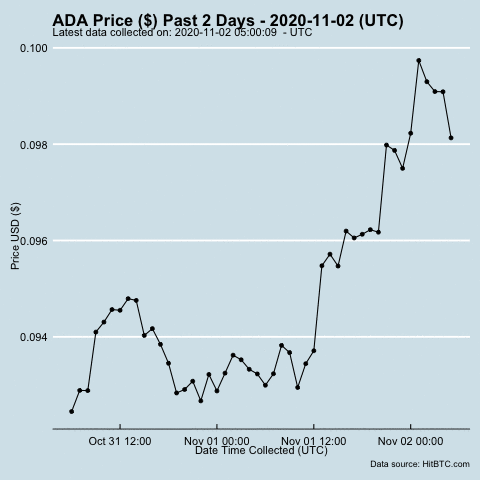 ADA Price ($) Past 2 Days - 2020-11-02 (UTC)
Latest data collected on: 2020-11-02 05:00:09  - UTC
0.100
0.098
0.096
0.094
Price USD ($)
Oct 31 12:00 Nov 01 00:00 Nov 01 12:00 Nov 02 00:00
Date Time Collected (UTC)
Data source: HitBTC.com